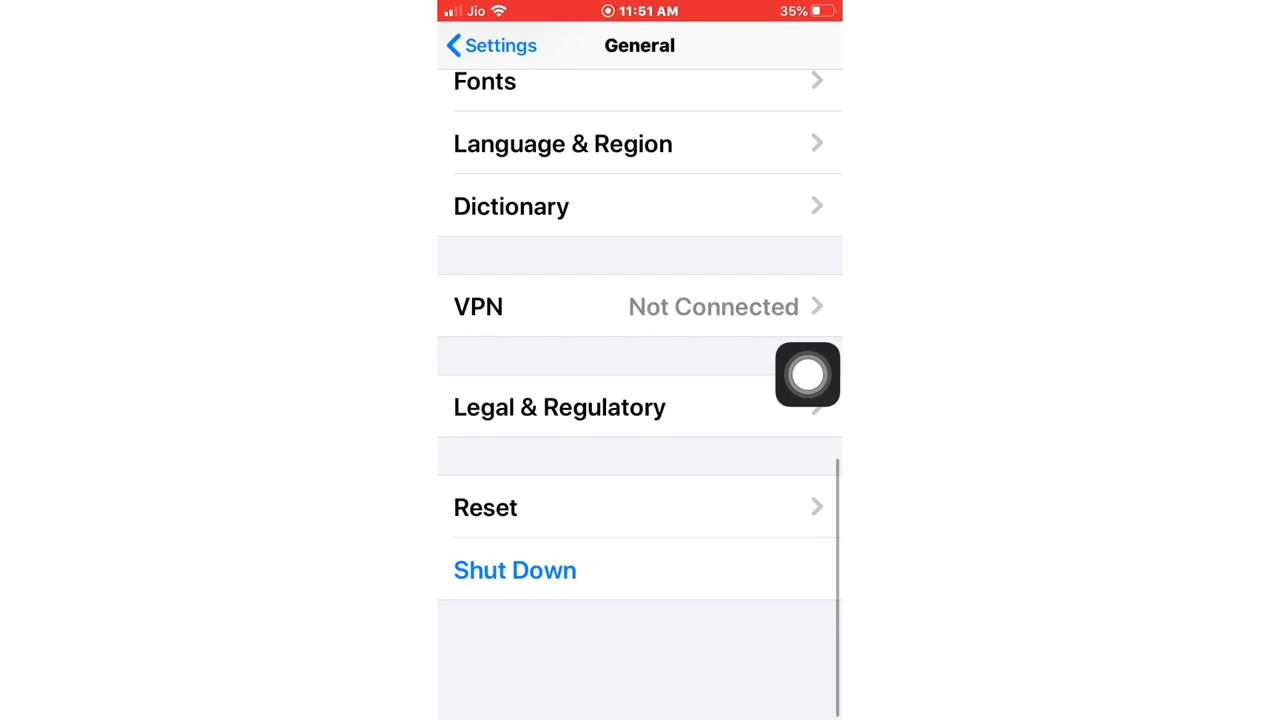 Jio 11:51 AM 35%
Settings General
Fonts
Language & Region
Dictionary
VPN Not Connected
Legal & Regulatory
Reset
Shut Down